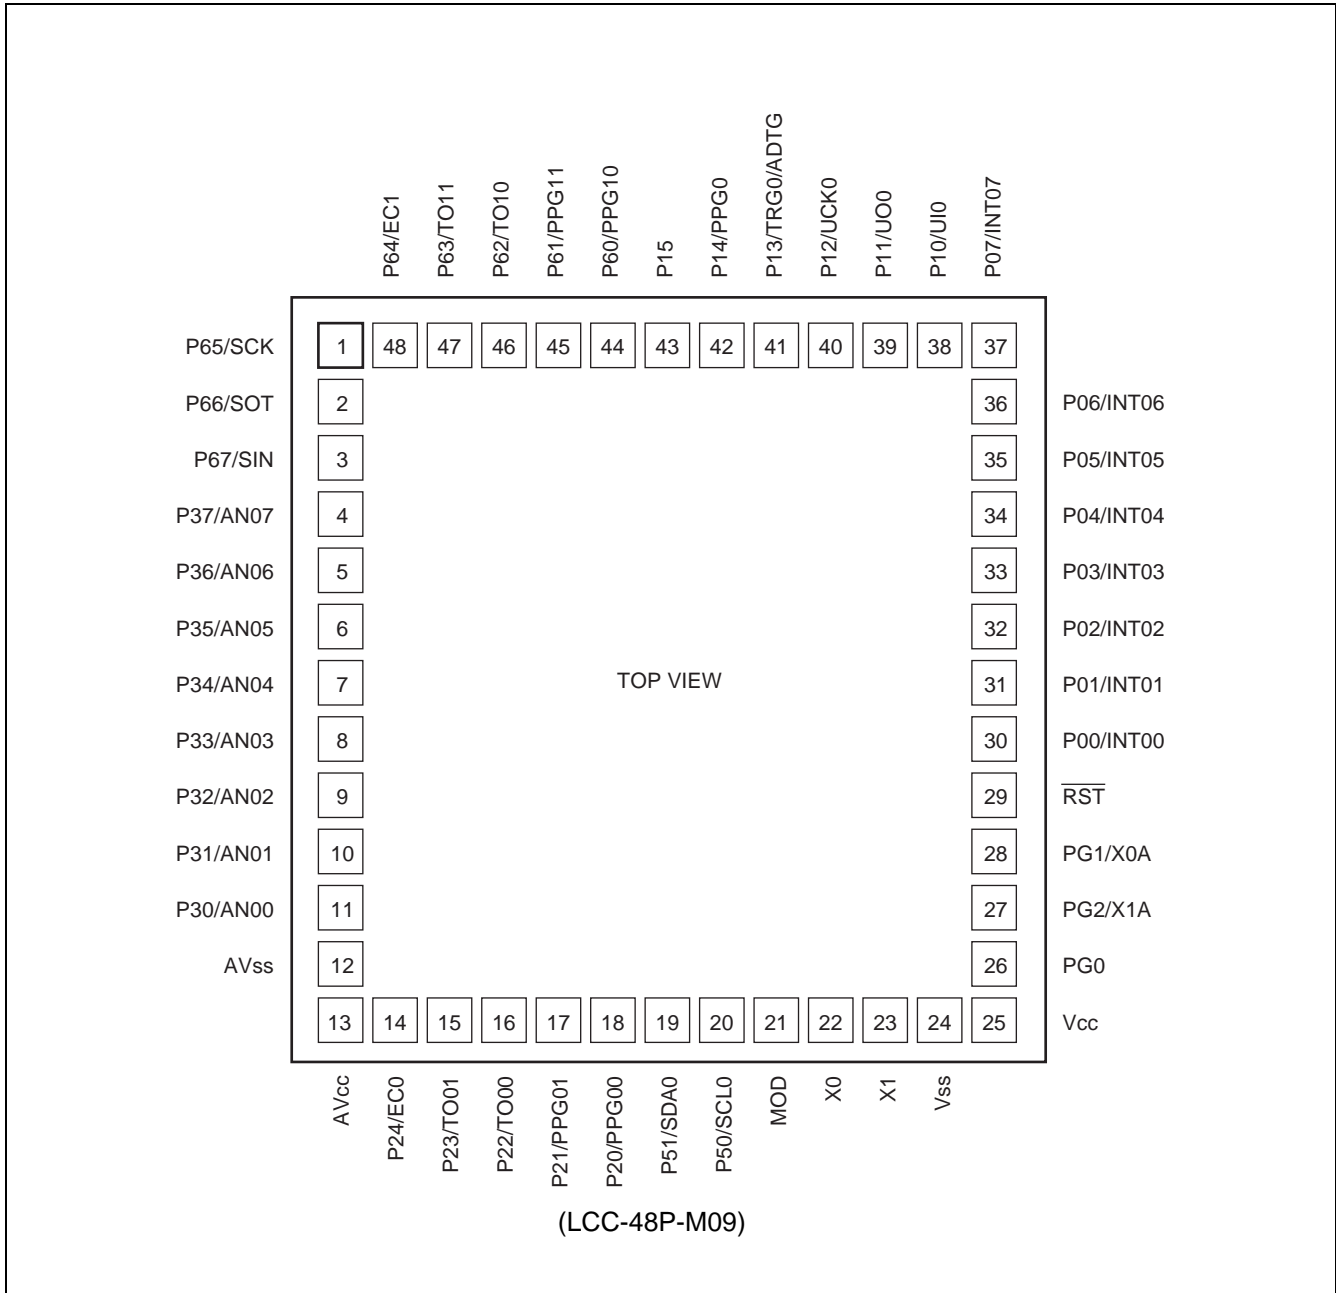 P64/EC1
P63/TO11
P62/TO10
P61/PPG11
P60/PPG10
P15
P14/PPG0
P13/TRG0/ADTG
P12/UCK0
P11/UO0
P10/UI0
P07/INT07
P65/SCK 1 48 47 46 45 44 43 42 41 40 39 38 37
P66/SOT 2 36 P06/INT06
P67/SIN 3 35 P05/INT05
P37/AN07 4 34 P04/INT04
P36/AN06 5 33 P03/INT03
P35/AN05 6 32 P02/INT02
P34/AN04 7 TOP VIEW 31 P01/INT01
P33/AN03 8 30 P00/INT00
P32/AN02 9 29 R̅S̅T̅
P31/AN01 10 28 PG1/X0A
P30/AN00 11 27 PG2/X1A
AVss 12 26 PG0
13 14 15 16 17 18 19 20 21 22 23 24 25 Vcc
AVcc
P24/EC0
P23/TO01
P22/TO00
P21/PPG01
P20/PPG00
P51/SDA0
P50/SCL0
MOD
X0
X1
Vss
(LCC-48P-M09)